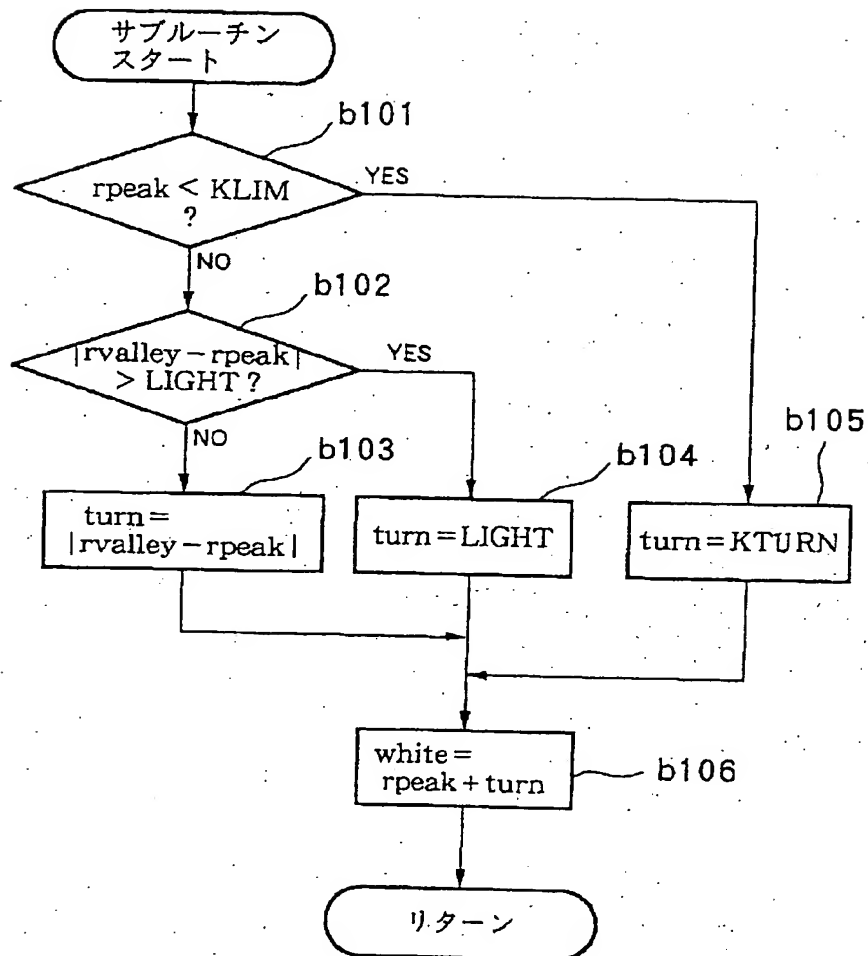 サブルーチン
スタート
b101
rpeak < KLIM
?
YES
NO
b102
|rvalley－rpeak|
> LIGHT ?
YES
NO
b103
turn＝
|rvalley－rpeak|
b104
turn＝LIGHT
b105
turn＝KTURN
white＝
rpeak＋turn
b106
リターン